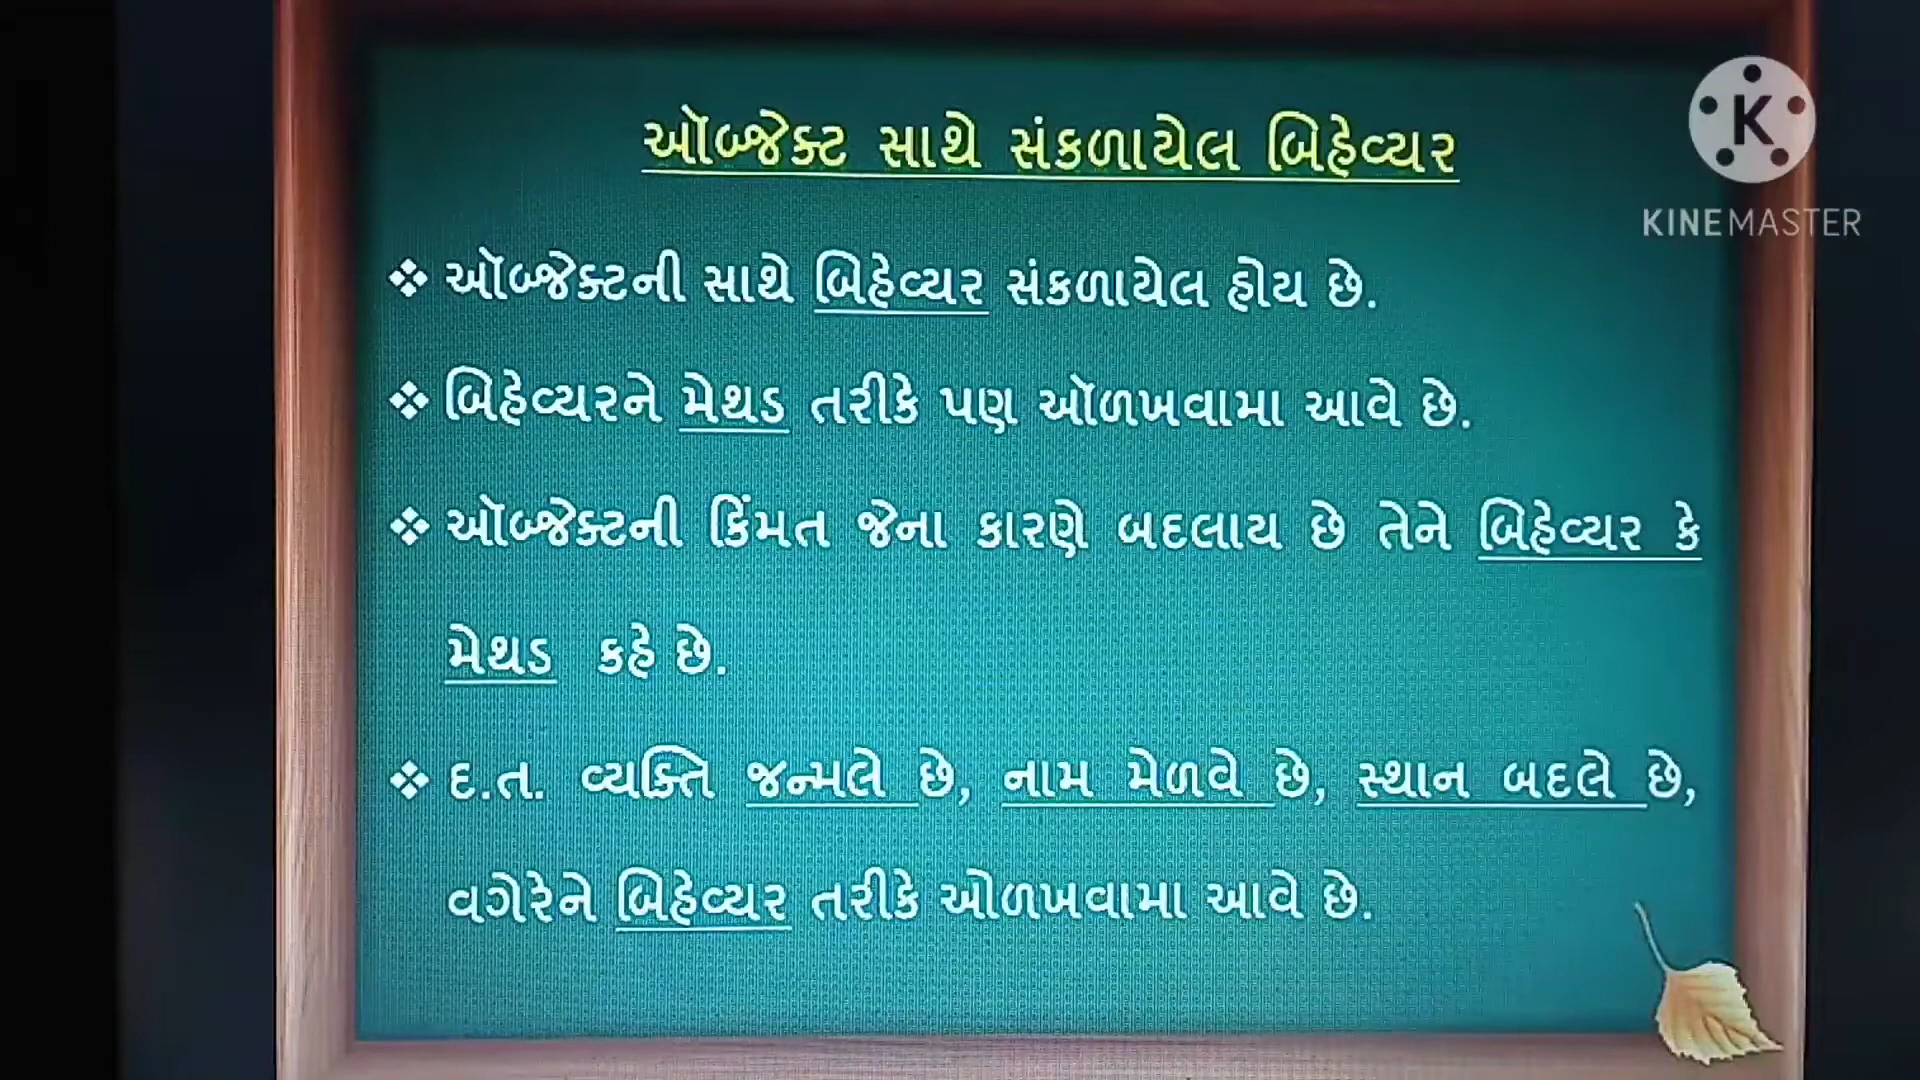 ઑબ્જેક્ટ સાથે સંકળાયેલ બિહેવ્યર
KINEMASTER
❖ ઑબ્જેક્ટની સાથે બિહેવ્યર સંકળાયેલ હોય છે.
❖ બિહેવ્યરને મેથડ તરીકે પણ ઑળખવામા આવે છે.
❖ ઑબ્જેક્ટની કિંમત જેના કારણે બદલાય છે તેને બિહેવ્યર કે
મેથડ કહે છે.
❖ દ.ત. વ્યક્તિ જન્મલે છે, નામ મેળવે છે, સ્થાન બદલે છે,
વગેરેને બિહેવ્યર તરીકે ઓળખવામા આવે છે.